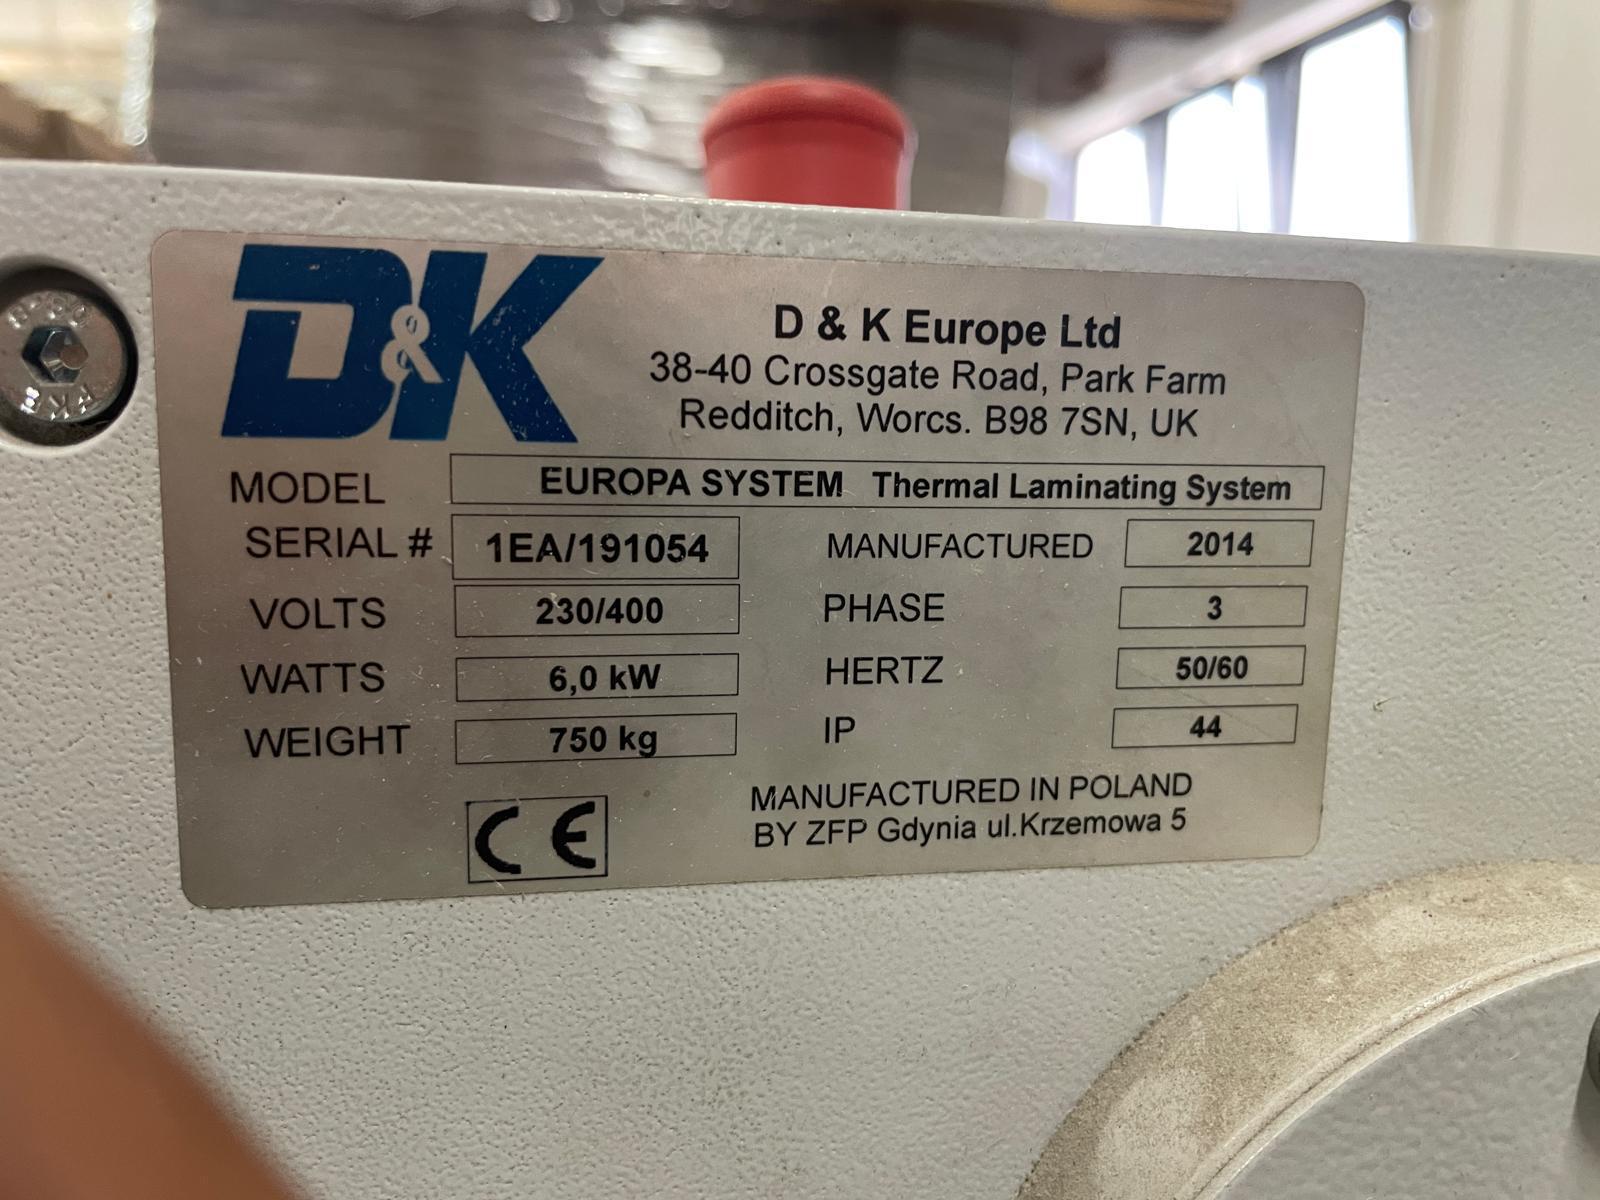 D&K
D & K Europe Ltd
38-40 Crossgate Road, Park Farm
Redditch, Worcs. B98 7SN, UK
MODEL EUROPA SYSTEM Thermal Laminating System
SERIAL # 1EA/191054 MANUFACTURED 2014
VOLTS 230/400 PHASE 3
WATTS 6,0 kW HERTZ 50/60
WEIGHT 750 kg IP 44
CE
MANUFACTURED IN POLAND
BY ZFP Gdynia ul.Krzemowa 5